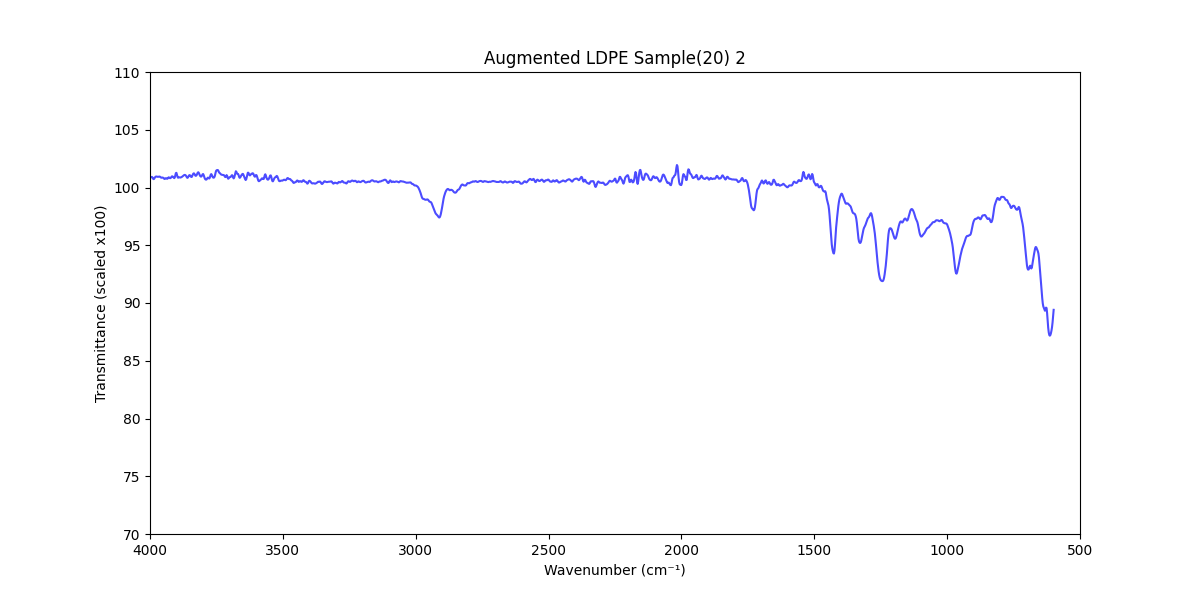 Augmented LDPE Sample(20) 2
110
105
100
95
90
85
80
75
70
Transmittance (scaled x100)
4000 3500 3000 2500 2000 1500 1000 500
Wavenumber (cm⁻¹)